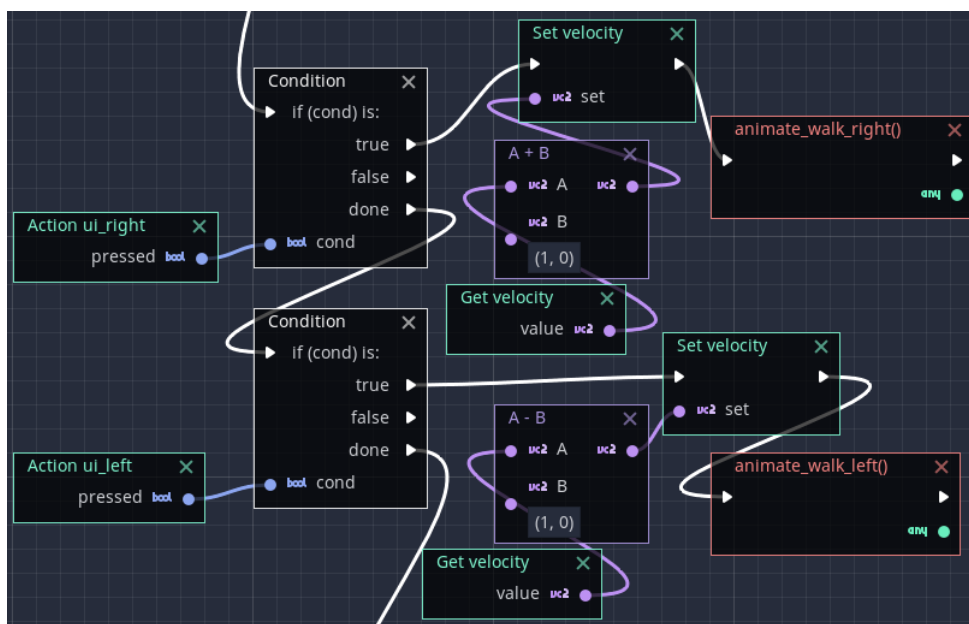 Set velocity
vc2 set
Condition
if (cond) is:
true
false
done
bool cond
A + B
vc2 A vc2
vc2 B
(1, 0)
animate_walk_right()
any
Action ui_right
pressed bool
Get velocity
value vc2
Condition
if (cond) is:
true
false
done
bool cond
Set velocity
vc2 set
A - B
vc2 A vc2
vc2 B
(1, 0)
Action ui_left
pressed bool
animate_walk_left()
any
Get velocity
value vc2